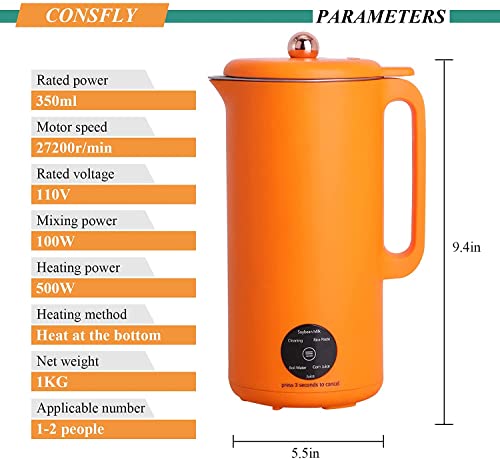 CONSFLY
PARAMETERS
Rated power
350ml
Motor speed
27200r/min
Rated voltage
110V
Mixing power
100W
Heating power
500W
Heating method
Heat at the bottom
Net weight
1KG
Applicable number
1-2 people
9.4in
5.5in
Soybean milk
Cleaning
Rice Paste
Boil Water
Corn Juice
Juice
press 3 seconds to cancel